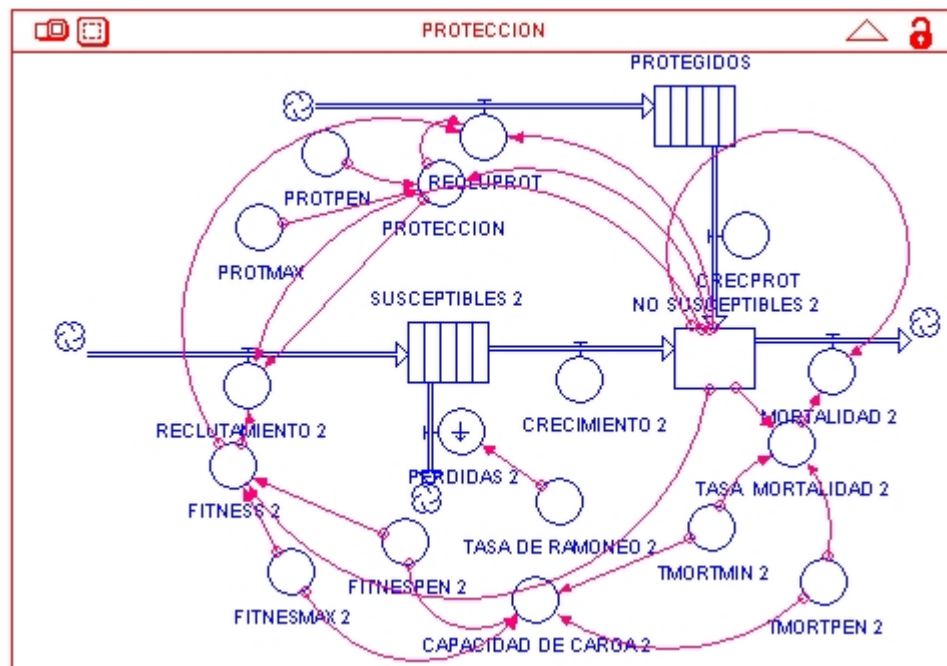 PROTECCION
PROTEGIDOS
PROTPEN
RECLUPROT
PROTECCION
PROTMAX
CRECPROT
SUSCEPTIBLES 2
NO SUSCEPTIBLES 2
RECLUTAMIENTO 2
CRECIMIENTO 2
MORTALIDAD 2
PERDIDAS 2
TASA MORTALIDAD 2
FITNESS 2
TASA DE RAMONEO 2
FITNESPEN 2
TMORTMIN 2
FITNESMAX 2
CAPACIDAD DE CARGA 2
TMORTPEN 2